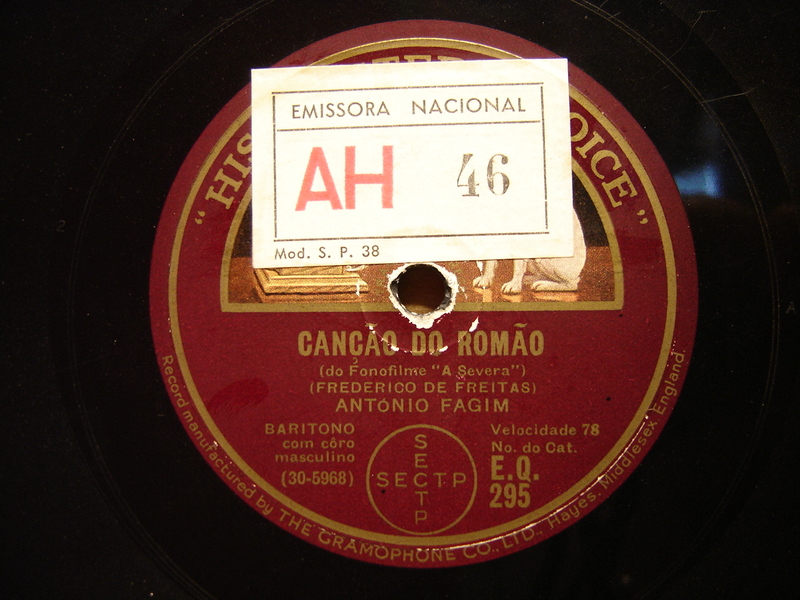 "HIS
OICE"
EMISSORA NACIONAL
AH 46
Mod. S. P. 38
CANÇÃO DO ROMÃO
(do Fonofilme "A Severa")
(FREDERICO DE FREITAS)
ANTÓNIO FAGIM
BARITONO
com côro
masculino
(30-5968)
SECTP
SECTP
Velocidade 78
No. do Cat.
E.Q.
295
Record manufactured by THE GRAMOPHONE CO., LTD., Hayes, Middlesex, England.